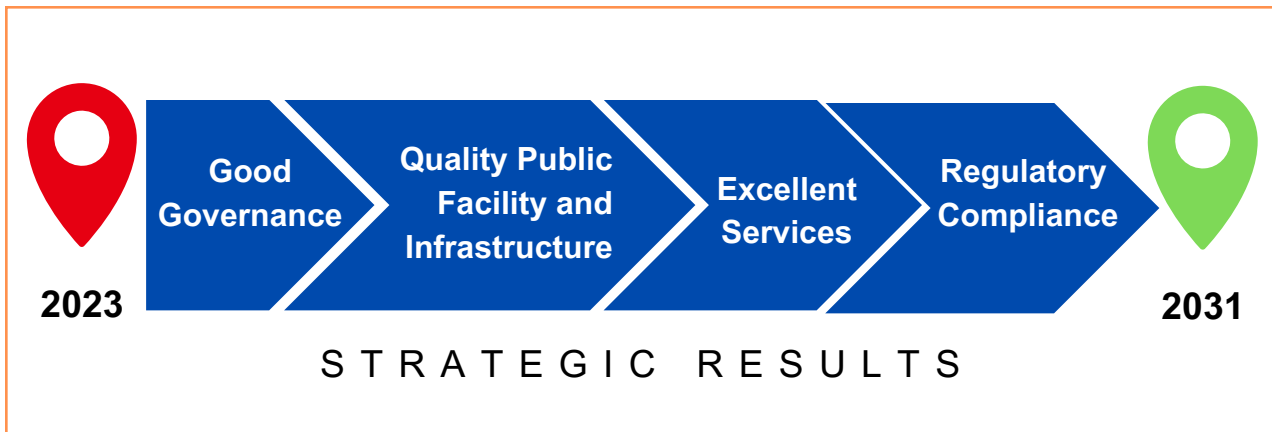 2023
Good
Governance
Quality Public
Facility and
Infrastructure
Excellent
Services
Regulatory
Compliance
2031
STRATEGIC RESULTS